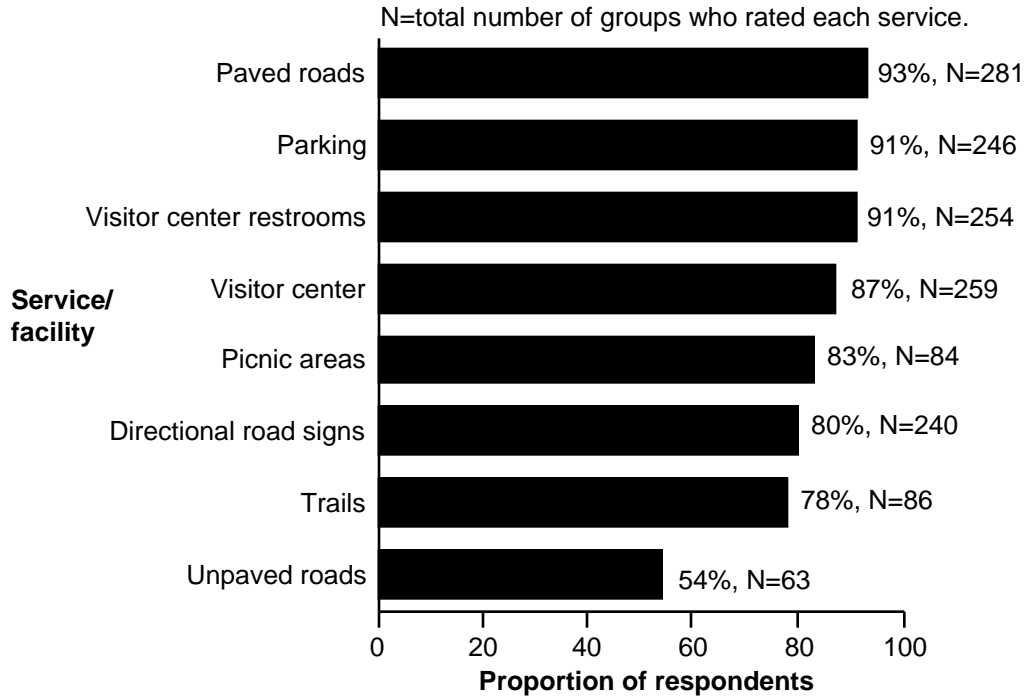 N=total number of groups who rated each service.
Paved roads 93%, N=281
Parking 91%, N=246
Visitor center restrooms 91%, N=254
Service/
facility
Visitor center 87%, N=259
Picnic areas 83%, N=84
Directional road signs 80%, N=240
Trails 78%, N=86
Unpaved roads 54%, N=63
0 20 40 60 80 100
Proportion of respondents